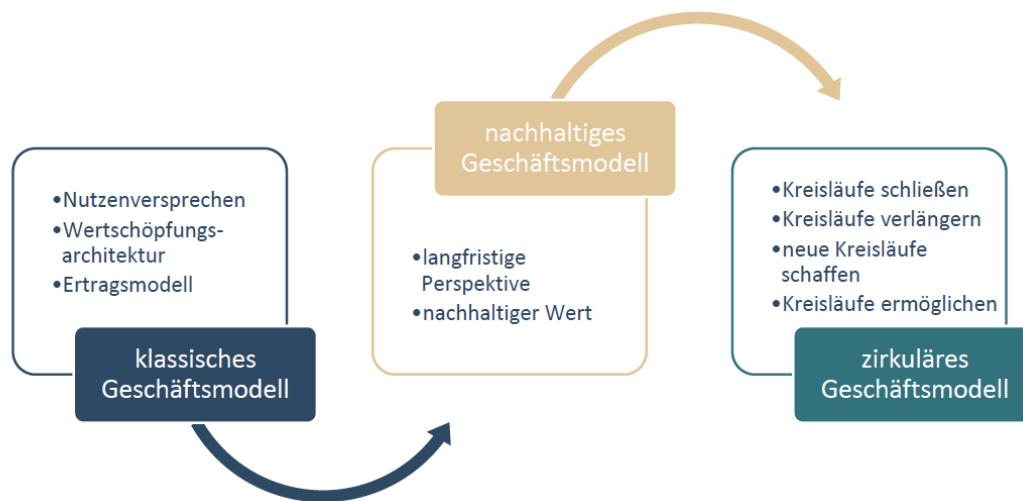 •Nutzenversprechen
•Wertschöpfungs-
architektur
•Ertragsmodell
klassisches
Geschäftsmodell
nachhaltiges
Geschäftsmodell
•langfristige
Perspektive
•nachhaltiger Wert
•Kreisläufe schließen
•Kreisläufe verlängern
•neue Kreisläufe
schaffen
•Kreisläufe ermöglichen
zirkuläres
Geschäftsmodell